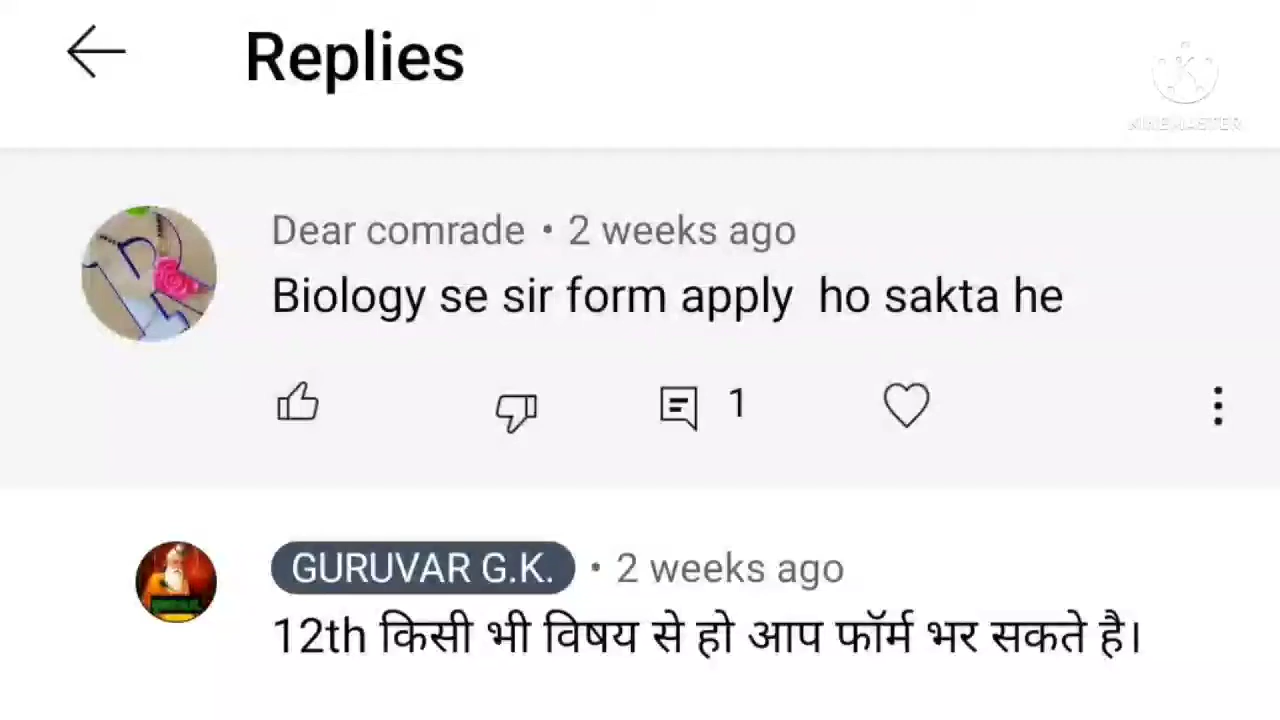 Replies
KINEMASTER
Dear comrade • 2 weeks ago
Biology se sir form apply ho sakta he
1
GURUVAR G.K. • 2 weeks ago
12th किसी भी विषय से हो आप फॉर्म भर सकते है।